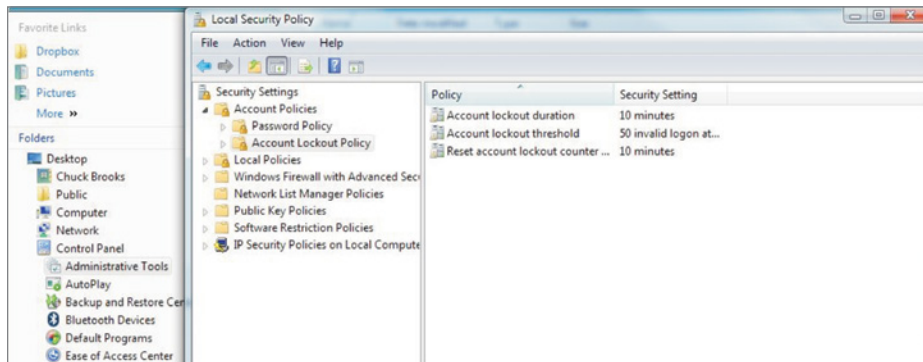 Favorite Links
Dropbox
Documents
Pictures
More »
Folders
Desktop
Chuck Brooks
Public
Computer
Network
Control Panel
Administrative Tools
AutoPlay
Backup and Restore Cen
Bluetooth Devices
Default Programs
Ease of Access Center
Local Security Policy
File Action View Help
Security Settings
Account Policies
Password Policy
Account Lockout Policy
Local Policies
Windows Firewall with Advanced Secu
Network List Manager Policies
Public Key Policies
Software Restriction Policies
IP Security Policies on Local Compute
Policy Security Setting
Account lockout duration 10 minutes
Account lockout threshold 50 invalid logon at...
Reset account lockout counter ... 10 minutes